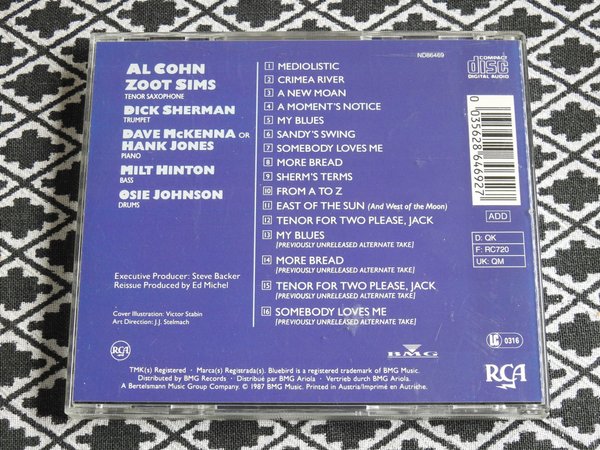 AL COHN
ZOOT SIMS
TENOR SAXOPHONE
DICK SHERMAN
TRUMPET
DAVE McKENNA OR
HANK JONES
PIANO
MILT HINTON
BASS
OSIE JOHNSON
DRUMS
Executive Producer: Steve Backer
Reissue Produced by Ed Michel
Cover Illustration: Victor Stabin
Art Direction: J.J. Stelmach
1 MEDIOLISTIC
2 CRIMEA RIVER
3 A NEW MOAN
4 A MOMENT'S NOTICE
5 MY BLUES
6 SANDY'S SWING
7 SOMEBODY LOVES ME
8 MORE BREAD
9 SHERM'S TERMS
10 FROM A TO Z
11 EAST OF THE SUN (And West of the Moon)
12 TENOR FOR TWO PLEASE, JACK
13 MY BLUES
[PREVIOUSLY UNRELEASED ALTERNATE TAKE]
14 MORE BREAD
[PREVIOUSLY UNRELEASED ALTERNATE TAKE]
15 TENOR FOR TWO PLEASE, JACK
[PREVIOUSLY UNRELEASED ALTERNATE TAKE]
16 SOMEBODY LOVES ME
[PREVIOUSLY UNRELEASED ALTERNATE TAKE]
ND86469
COMPACT
disc
DIGITAL AUDIO
0 035628 646927
ADD
D: QK
F: RC720
UK: QM
LC 0316
RCA
BMG
RCA
TMK(s) Registered • Marca(s) Registrada(s). Bluebird is a registered trademark of BMG Music.
Distributed by BMG Records • Distribué par BMG Ariola. • Vertrieb durch BMG Ariola.
A Bertelsmann Music Group Company. © 1987 BMG Music. Printed in Austria/Imprimé en Autriche.